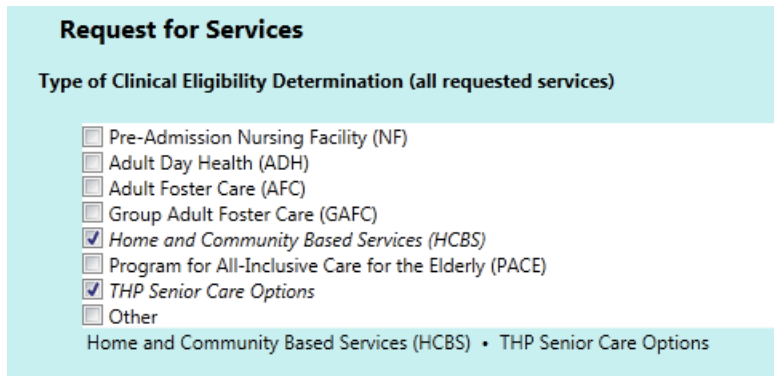 Request for Services
Type of Clinical Eligibility Determination (all requested services)
Pre-Admission Nursing Facility (NF)
Adult Day Health (ADH)
Adult Foster Care (AFC)
Group Adult Foster Care (GAFC)
Home and Community Based Services (HCBS)
Program for All-Inclusive Care for the Elderly (PACE)
THP Senior Care Options
Other
Home and Community Based Services (HCBS) • THP Senior Care Options